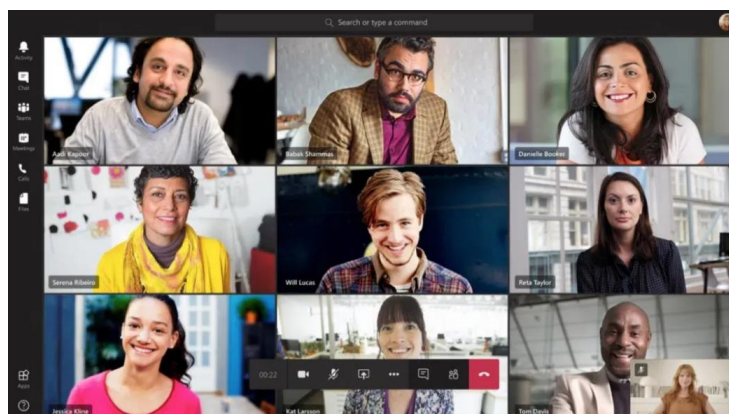 Search or type a command
Activity
Chat
Teams
Meetings
Calls
Files
Aadi Kapoor
Babak Shammas
Danielle Booker
Serena Ribeiro
Will Lucas
Reta Taylor
00:22
Jessica Kline
Kat Larsson
Tom Davis
Apps